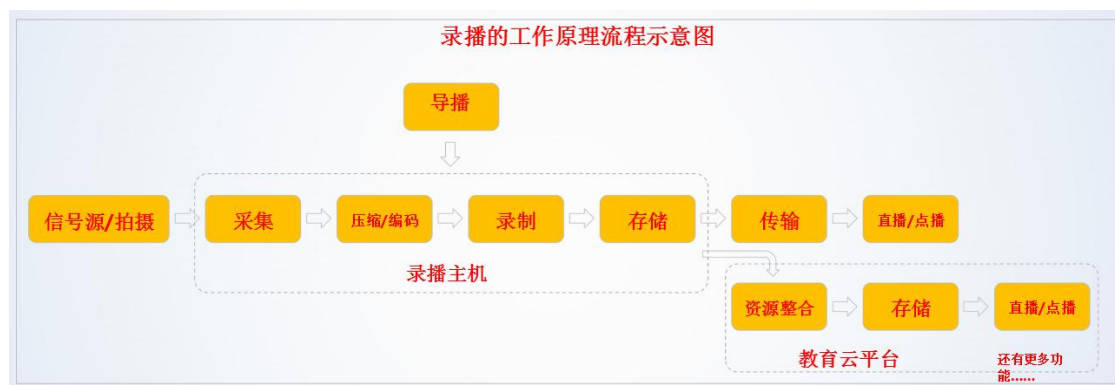 录播的工作原理流程示意图
导播
信号源/拍摄
采集
压缩/编码
录制
存储
传输
直播/点播
录播主机
资源整合
存储
直播/点播
教育云平台
还有更多功
能......